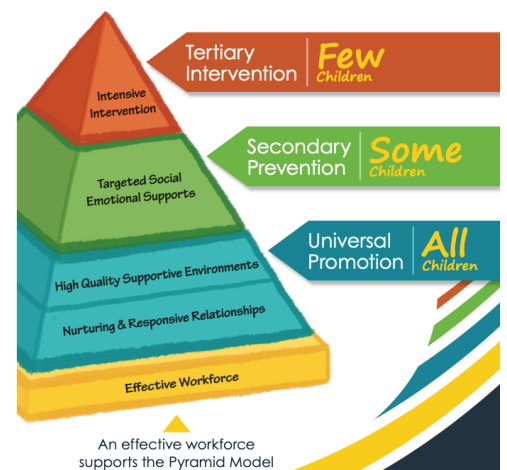 Tertiary
Intervention
Few
Children
Intensive
Intervention
Secondary
Prevention
Some
Children
Targeted Social
Emotional Supports
Universal
Promotion
All
Children
High Quality Supportive Environments
Nurturing & Responsive Relationships
Effective Workforce
An effective workforce
supports the Pyramid Model